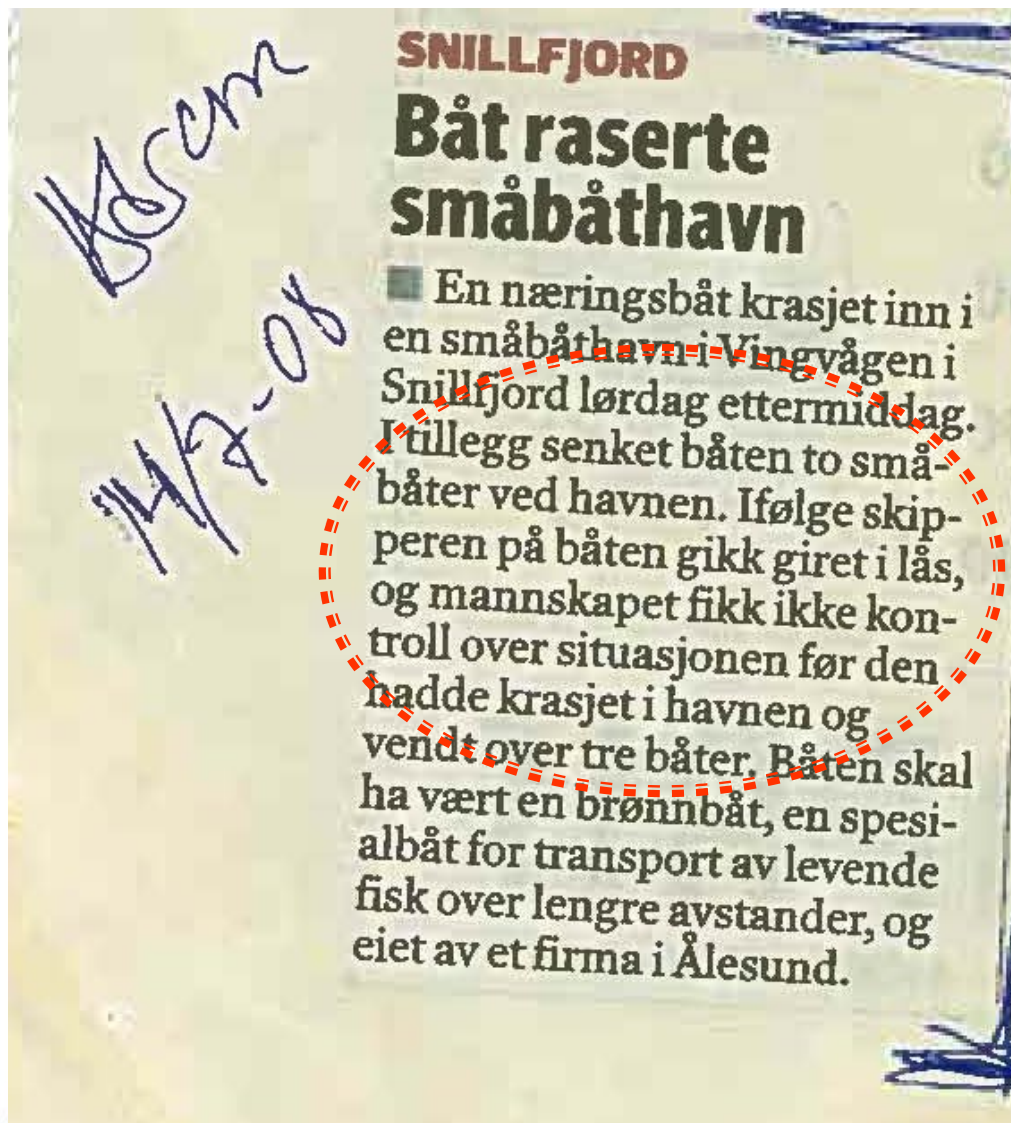 SNILLFJORD
Båt raserte
småbåthavn
En næringsbåt krasjet inn i
en småbåthavn i Vingvågen i
Snillfjord lørdag ettermiddag.
I tillegg senket båten to små-
båter ved havnen. Ifølge skip-
peren på båten gikk giret i lås,
og mannskapet fikk ikke kon-
troll over situasjonen før den
hadde krasjet i havnen og
vendt over tre båter. Båten skal
ha vært en brønnbåt, en spesi-
albåt for transport av levende
fisk over lengre avstander, og
eiet av et firma i Ålesund.
14/7-08